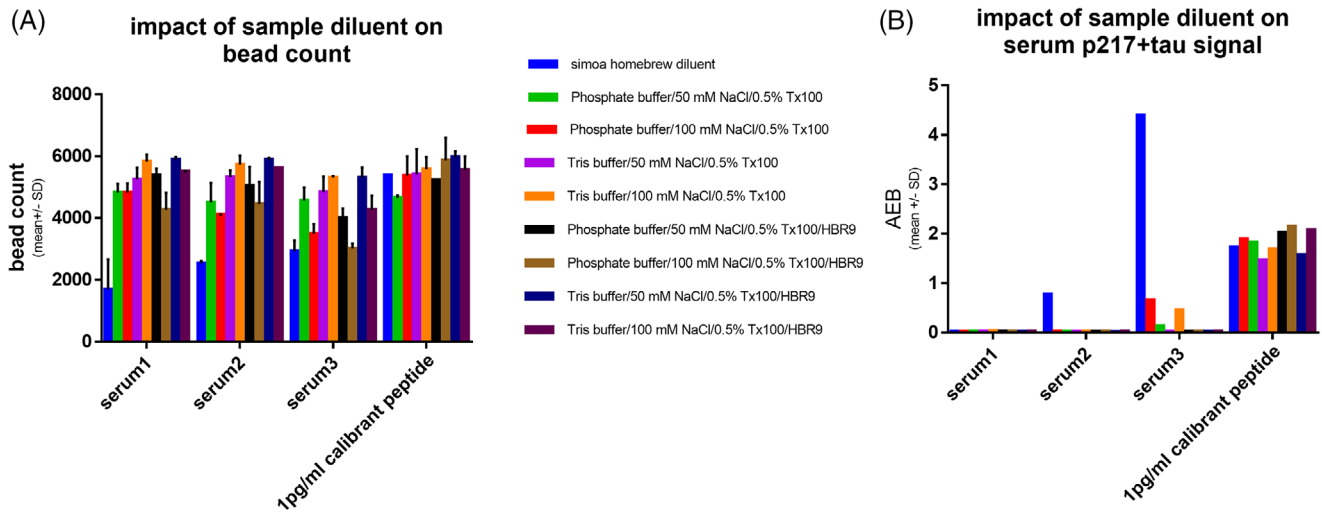 (A)
impact of sample diluent on
bead count
bead count
(mean+/- SD)
8000
6000
4000
2000
0
serum1
serum2
serum3
1pg/ml calibrant peptide
simoa homebrew diluent
Phosphate buffer/50 mM NaCl/0.5% Tx100
Phosphate buffer/100 mM NaCl/0.5% Tx100
Tris buffer/50 mM NaCl/0.5% Tx100
Tris buffer/100 mM NaCl/0.5% Tx100
Phosphate buffer/50 mM NaCl/0.5% Tx100/HBR9
Phosphate buffer/100 mM NaCl/0.5% Tx100/HBR9
Tris buffer/50 mM NaCl/0.5% Tx100/HBR9
Tris buffer/100 mM NaCl/0.5% Tx100/HBR9
(B)
impact of sample diluent on
serum p217+tau signal
AEB
(mean +/- SD)
5
4
3
2
1
0
serum1
serum2
serum3
1pg/ml calibrant peptide